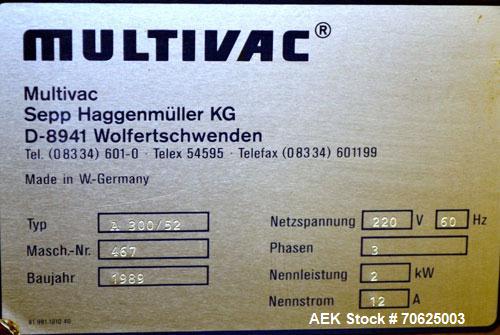 MULTIVAC®
Multivac
Sepp Haggenmüller KG
D-8941 Wolfertschwenden
Tel. (08334) 601-0 · Telex 54595 · Telefax (08334) 601199
Made in W.-Germany
Typ A 300/52
Masch.-Nr. 467
Baujahr 1989
Netzspannung 220 V 60 Hz
Phasen 3
Nennleistung 2 kW
Nennstrom 12 A
AEK Stock # 70625003